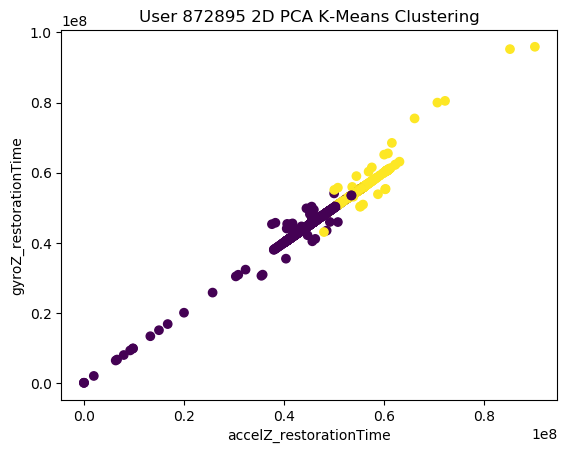 User 872895 2D PCA K-Means Clustering
1e8
1.0
0.8
0.6
0.4
0.2
0.0
gyroZ_restorationTime
0.0 0.2 0.4 0.6 0.8
1e8
accelZ_restorationTime